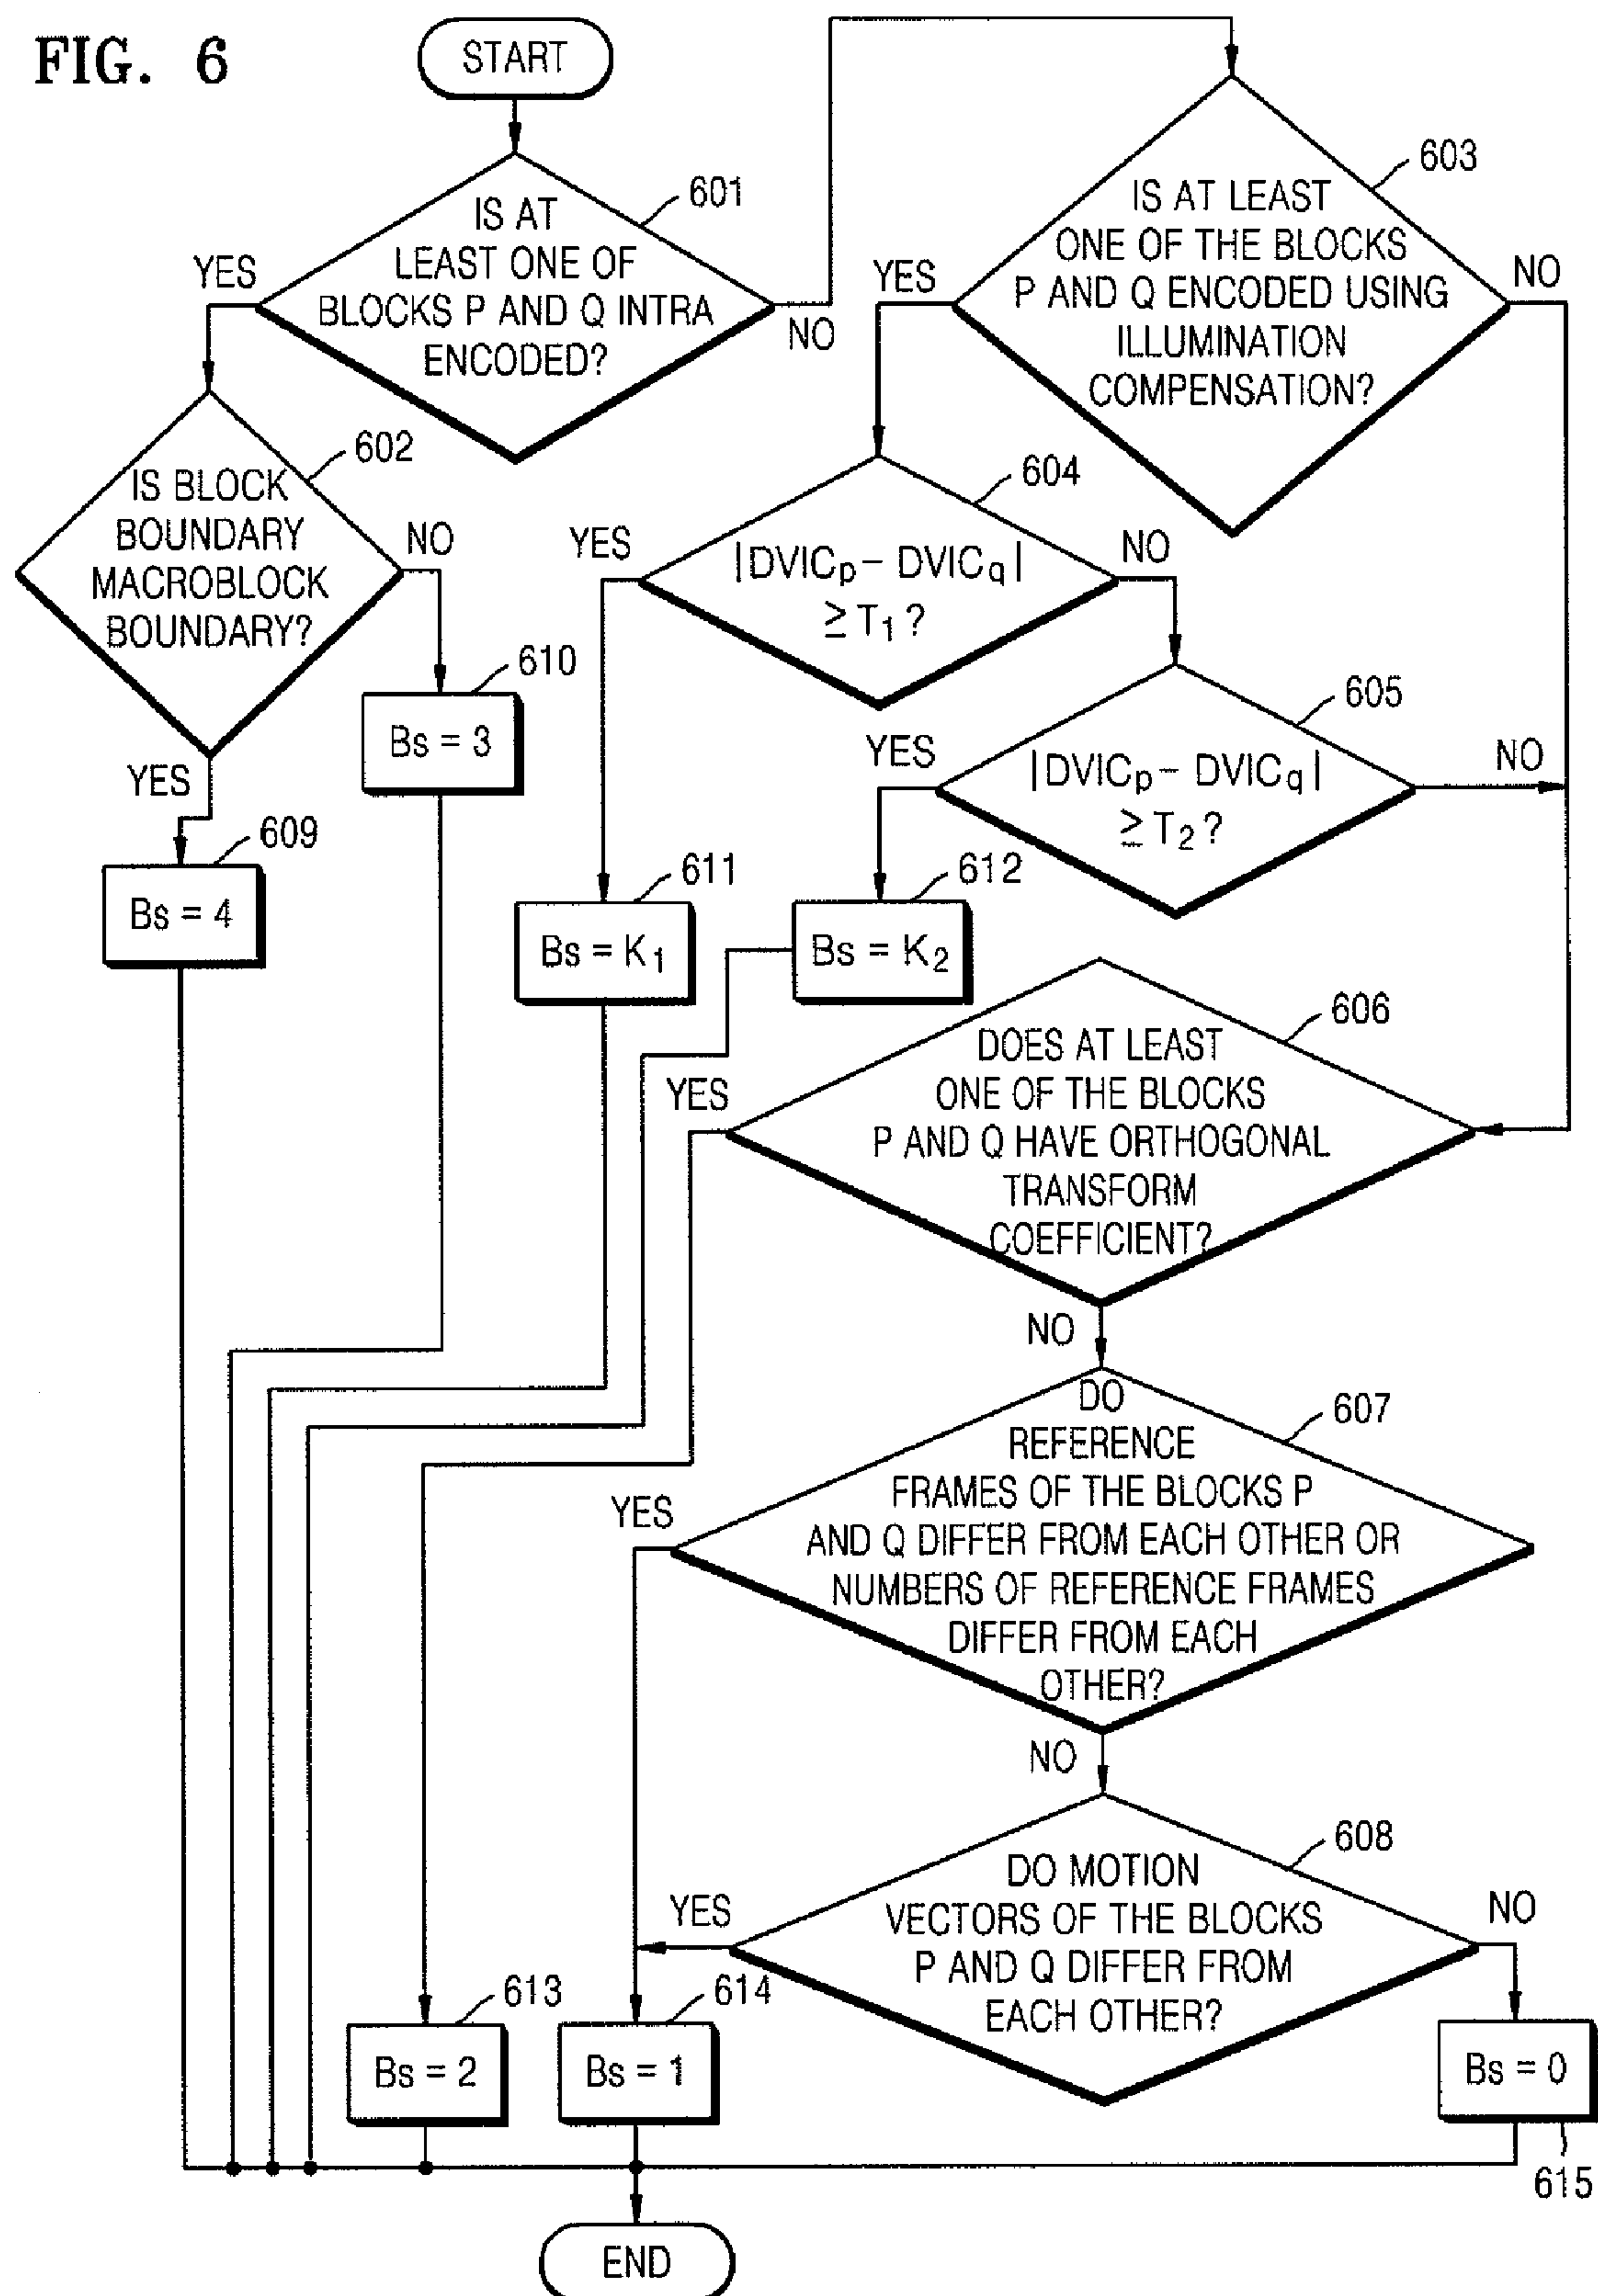 FIG. 6
START
601
IS AT
LEAST ONE OF
BLOCKS P AND Q INTRA
ENCODED?
YES
NO
603
IS AT LEAST
ONE OF THE BLOCKS
P AND Q ENCODED USING
ILLUMINATION
COMPENSATION?
YES
NO
602
IS BLOCK
BOUNDARY
MACROBLOCK
BOUNDARY?
NO
YES
604
|DVICp - DVICq|
≥ T1 ?
YES
NO
610
Bs = 3
605
|DVICp - DVICq|
≥ T2 ?
YES
NO
609
Bs = 4
611
Bs = K1
612
Bs = K2
606
DOES AT LEAST
ONE OF THE BLOCKS
P AND Q HAVE ORTHOGONAL
TRANSFORM
COEFFICIENT?
YES
NO
607
DO
REFERENCE
FRAMES OF THE BLOCKS P
AND Q DIFFER FROM EACH OTHER OR
NUMBERS OF REFERENCE FRAMES
DIFFER FROM EACH
OTHER?
YES
NO
608
DO MOTION
VECTORS OF THE BLOCKS
P AND Q DIFFER FROM
EACH OTHER?
YES
NO
613
Bs = 2
614
Bs = 1
Bs = 0
615
END